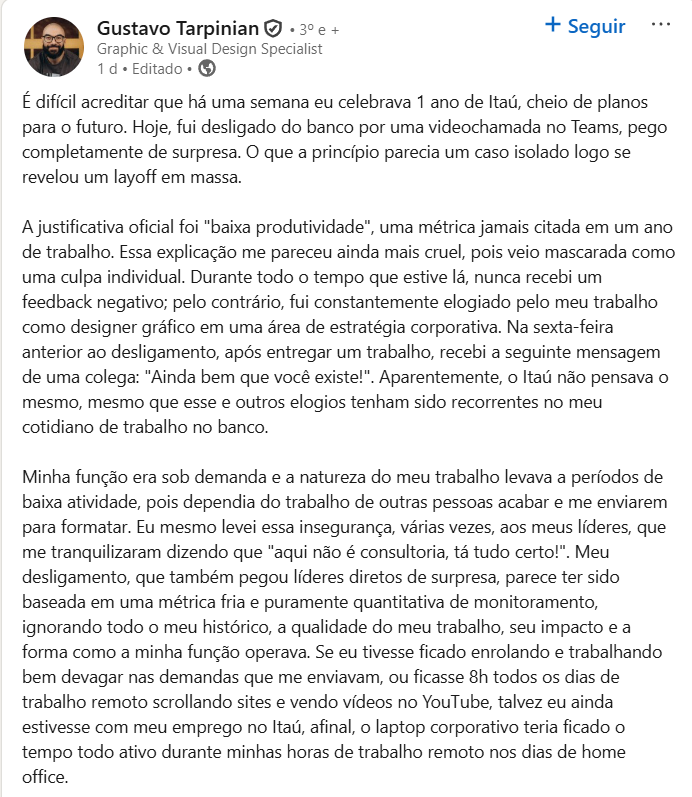 Gustavo Tarpinian • 3º e +
+ Seguir
Graphic & Visual Design Specialist
1 d • Editado •
É difícil acreditar que há uma semana eu celebrava 1 ano de Itaú, cheio de planos
para o futuro. Hoje, fui desligado do banco por uma videochamada no Teams, pego
completamente de surpresa. O que a princípio parecia um caso isolado logo se
revelou um layoff em massa.
A justificativa oficial foi "baixa produtividade", uma métrica jamais citada em um ano
de trabalho. Essa explicação me pareceu ainda mais cruel, pois veio mascarada como
uma culpa individual. Durante todo o tempo que estive lá, nunca recebi um
feedback negativo; pelo contrário, fui constantemente elogiado pelo meu trabalho
como designer gráfico em uma área de estratégia corporativa. Na sexta-feira
anterior ao desligamento, após entregar um trabalho, recebi a seguinte mensagem
de uma colega: "Ainda bem que você existe!". Aparentemente, o Itaú não pensava o
mesmo, mesmo que esse e outros elogios tenham sido recorrentes no meu
cotidiano de trabalho no banco.
Minha função era sob demanda e a natureza do meu trabalho levava a períodos de
baixa atividade, pois dependia do trabalho de outras pessoas acabar e me enviarem
para formatar. Eu mesmo levei essa insegurança, várias vezes, aos meus líderes, que
me tranquilizaram dizendo que "aqui não é consultoria, tá tudo certo!". Meu
desligamento, que também pegou líderes diretos de surpresa, parece ter sido
baseada em uma métrica fria e puramente quantitativa de monitoramento,
ignorando todo o meu histórico, a qualidade do meu trabalho, seu impacto e a
forma como a minha função operava. Se eu tivesse ficado enrolando e trabalhando
bem devagar nas demandas que me enviavam, ou ficasse 8h todos os dias de
trabalho remoto scrollando sites e vendo vídeos no YouTube, talvez eu ainda
estivesse com meu emprego no Itaú, afinal, o laptop corporativo teria ficado o
tempo todo ativo durante minhas horas de trabalho remoto nos dias de home
office.